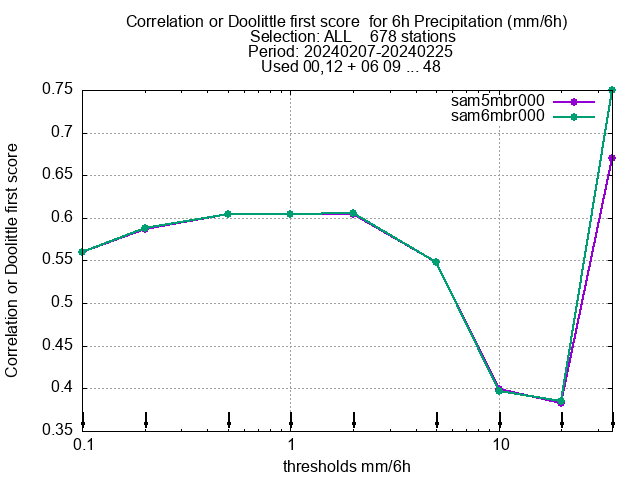 Correlation or Doolittle first score  for 6h Precipitation (mm/6h)
Selection: ALL    678 stations
Period: 20240207-20240225
Used 00,12 + 06 09 ... 48
sam5mbr000
sam6mbr000
Correlation or Doolittle first score
0.75
0.7
0.65
0.6
0.55
0.5
0.45
0.4
0.35
0.1
1
10
thresholds mm/6h